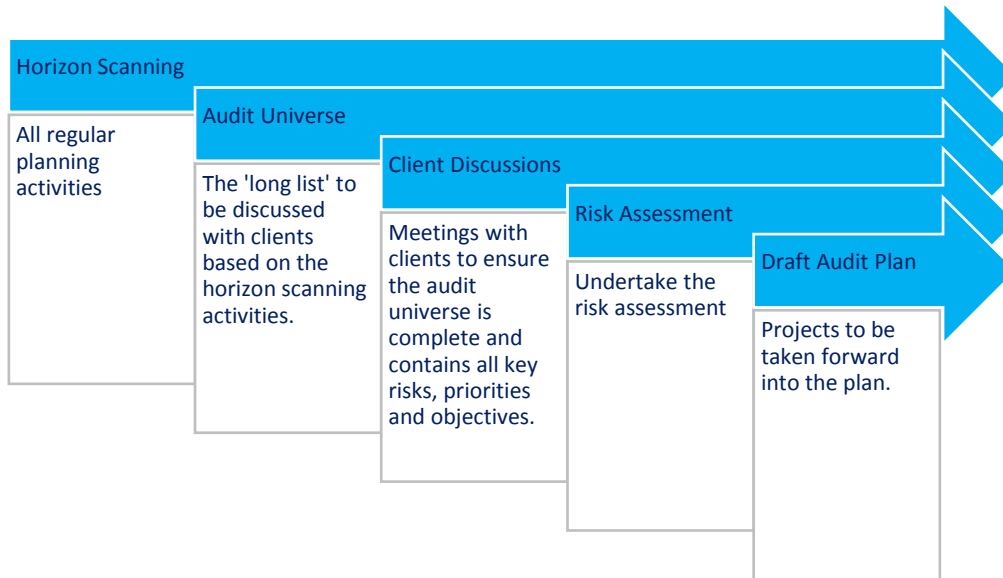 Horizon Scanning
All regular
planning
activities
Audit Universe
The 'long list' to
be discussed
with clients
based on the
horizon scanning
activities.
Client Discussions
Meetings with
clients to ensure
the audit
universe is
complete and
contains all key
risks, priorities
and objectives.
Risk Assessment
Undertake the
risk assessment
Draft Audit Plan
Projects to be
taken forward
into the plan.